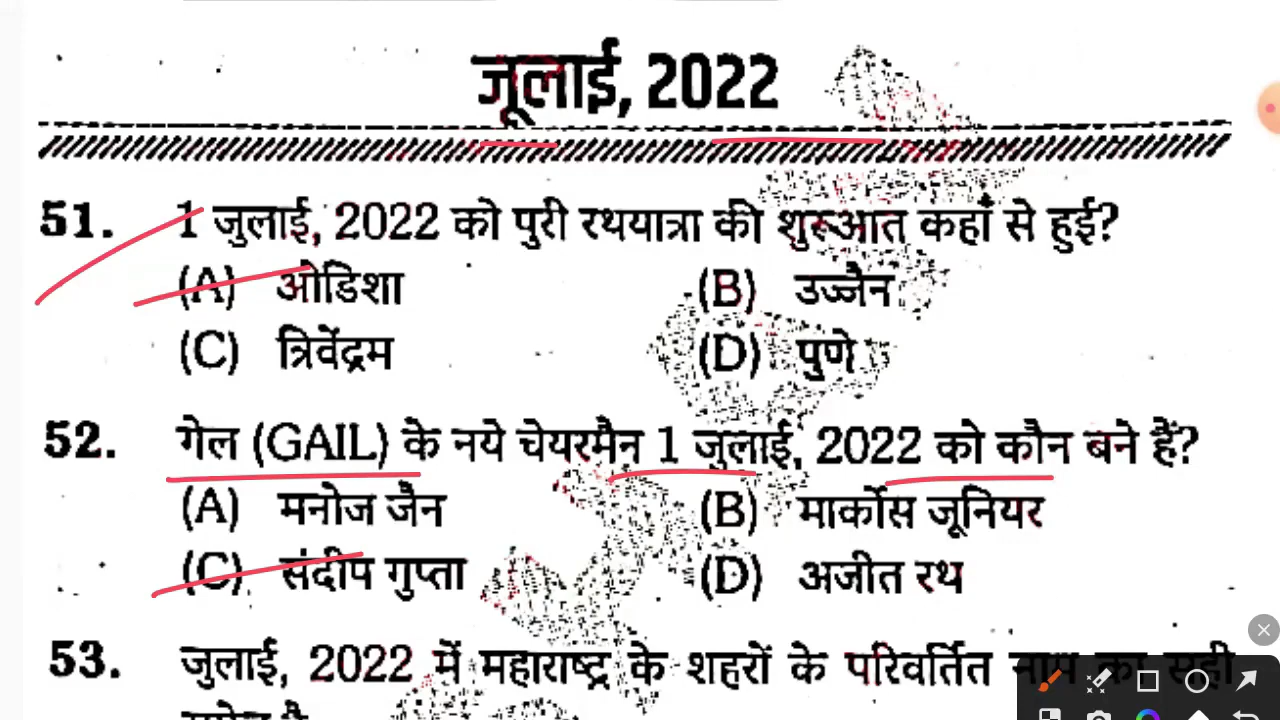 जूलाई, 2022
51. 1 जुलाई, 2022 को पुरी रथयात्रा की शुरूआत कहाँ से हुई?
(A) ओडिशा (B) उज्जैन
(C) त्रिवेंद्रम (D) पुणे
52. गेल (GAIL) के नये चेयरमैन 1 जुलाई, 2022 को कौन बने हैं?
(A) मनोज जैन (B) मार्कोस जूनियर
(C) संदीप गुप्ता (D) अजीत रथ
53. जुलाई, 2022 में महाराष्ट्र के शहरों के परिवर्तित नाम का सही